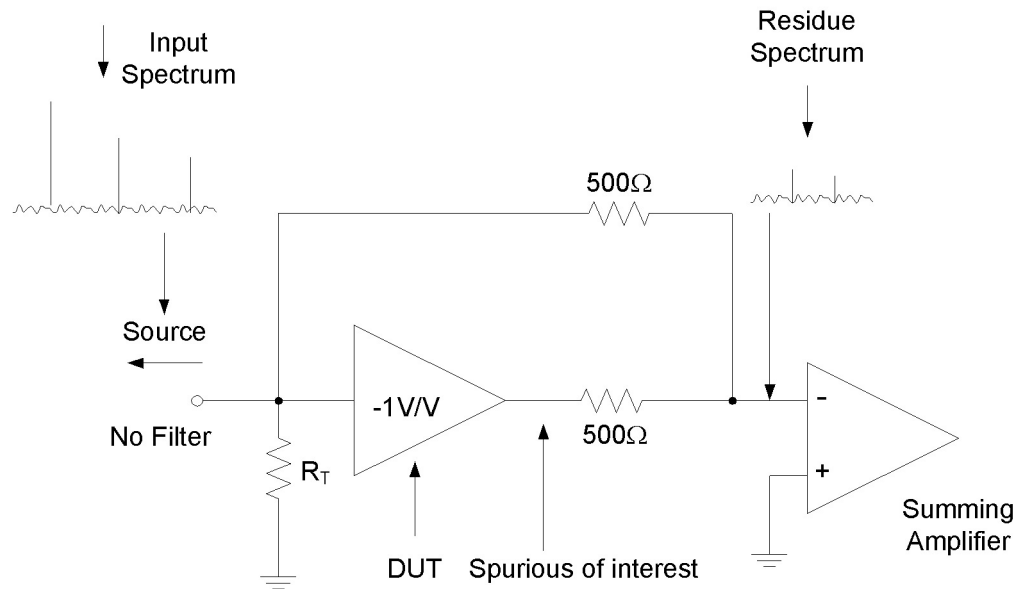 Input
Spectrum
Residue
Spectrum
500Ω
Source
-1V/V
-
No Filter
500Ω
RT
+
Summing
Amplifier
DUT
Spurious of interest